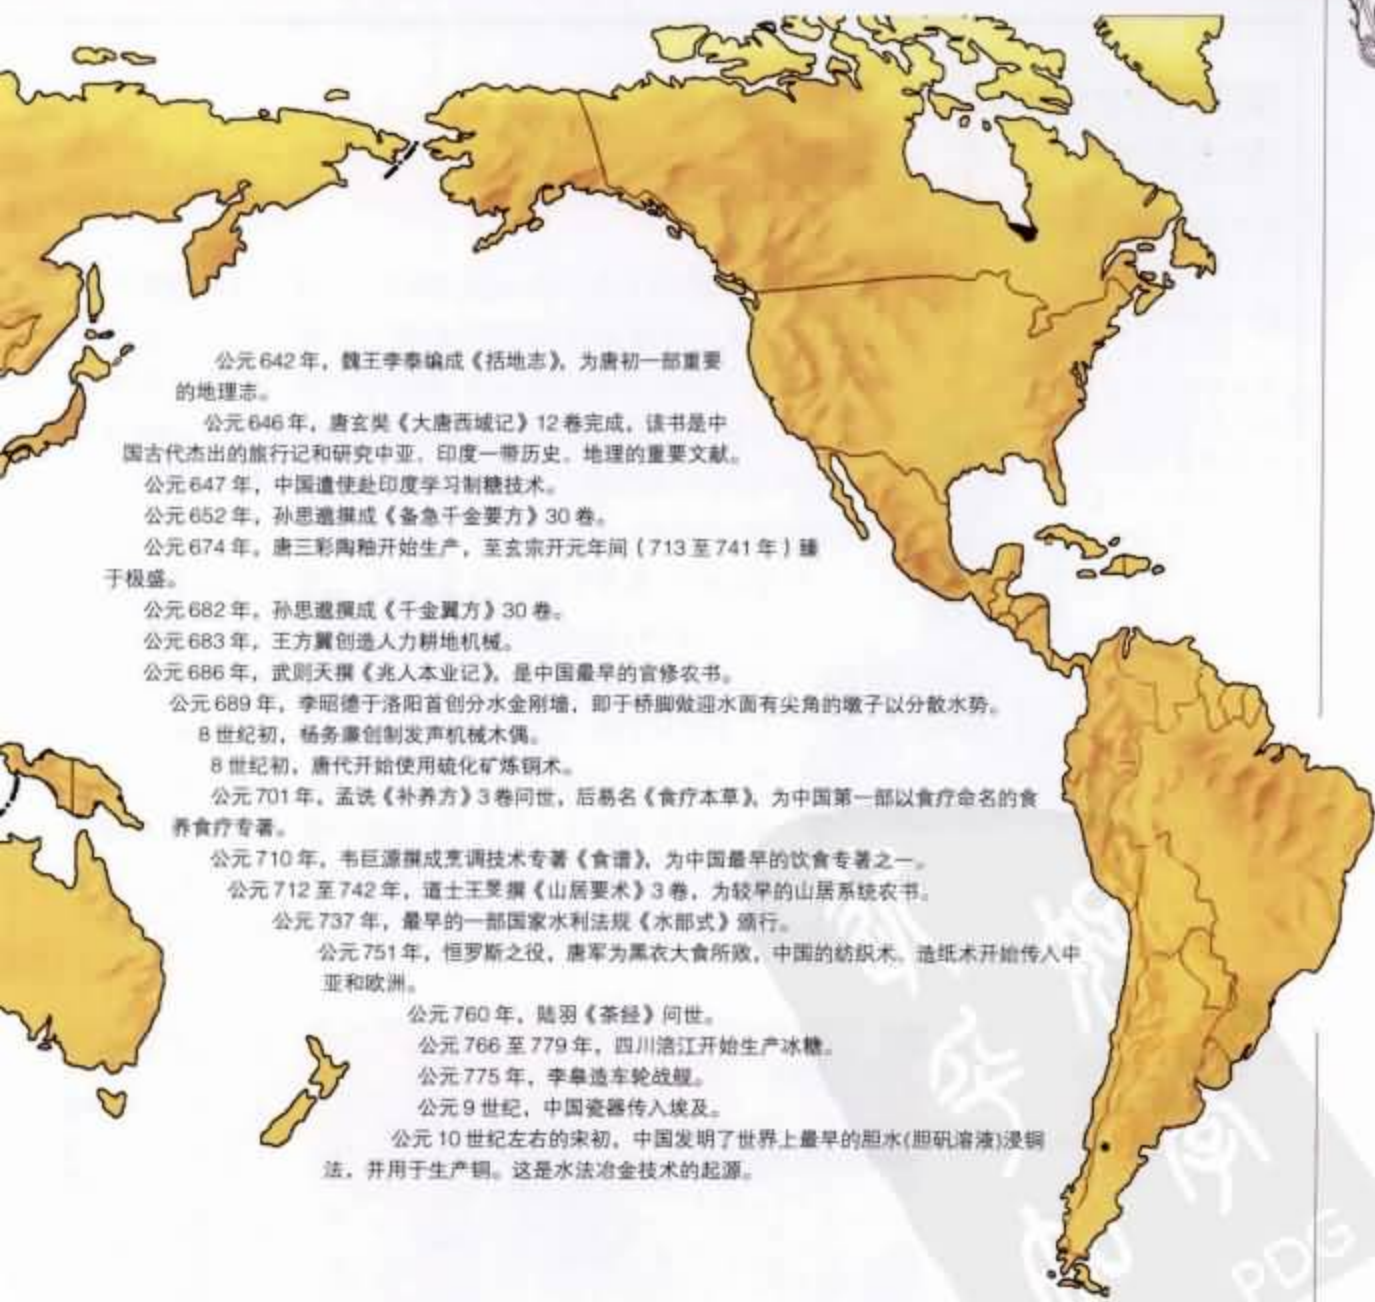 公元642年，魏王李泰编成《括地志》，为唐初一部重要
的地理志。
公元646年，唐玄奘《大唐西域记》12卷完成，该书是中
国古代杰出的旅行记和研究中亚、印度一带历史、地理的重要文献。
公元647年，中国遣使赴印度学习制糖技术。
公元652年，孙思邈撰成《备急千金要方》30卷。
公元674年，唐三彩陶釉开始生产，至玄宗开元年间（713至741年）臻
于极盛。
公元682年，孙思邈撰成《千金翼方》30卷。
公元683年，王方翼创造人力耕地机械。
公元686年，武则天撰《兆人本业记》，是中国最早的官修农书。
公元689年，李昭德于洛阳首创分水金刚墙，即于桥脚做迎水面有尖角的墩子以分散水势。
8世纪初，杨务廉创制发声机械木偶。
8世纪初，唐代开始使用硫化矿炼铜术。
公元701年，孟诜《补养方》3卷问世，后易名《食疗本草》，为中国第一部以食疗命名的食
养食疗专著。
公元710年，韦巨源撰成烹调技术专著《食谱》，为中国最早的饮食专著之一。
公元712至742年，道士王旻撰《山居要术》3卷，为较早的山居系统农书。
公元737年，最早的一部国家水利法规《水部式》颁行。
公元751年，怛罗斯之役，唐军为黑衣大食所败，中国的纺织术、造纸术开始传入中
亚和欧洲。
公元760年，陆羽《茶经》问世。
公元766至779年，四川涪江开始生产冰糖。
公元775年，李皋造车轮战舰。
公元9世纪，中国瓷器传入埃及。
公元10世纪左右的宋初，中国发明了世界上最早的胆水(胆矾溶液)浸铜
法，并用于生产铜。这是水法冶金技术的起源。
PDG